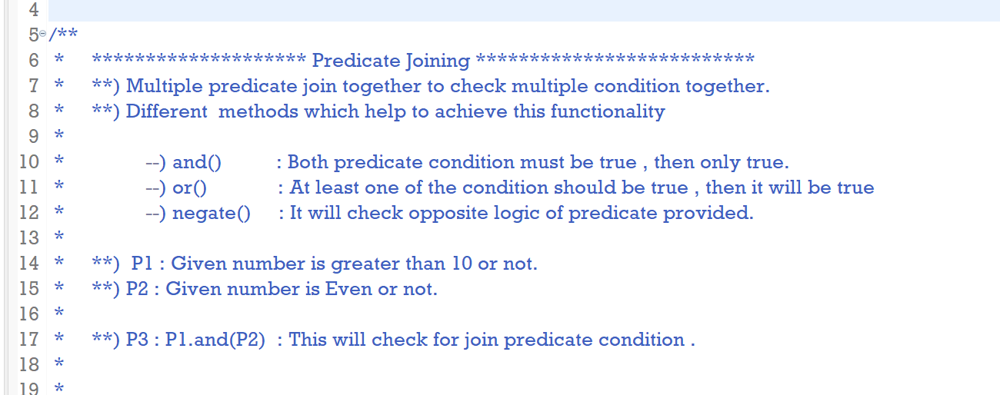 4
5 /**
6 * ******************** Predicate Joining **************************
7 * **) Multiple predicate join together to check multiple condition together.
8 * **) Different  methods which help to achieve this functionality
9 *
10 * --) and() : Both predicate condition must be true , then only true.
11 * --) or() : At least one of the condition should be true , then it will be true
12 * --) negate() : It will check opposite logic of predicate provided.
13 *
14 * **)  P1 : Given number is greater than 10 or not.
15 * **) P2 : Given number is Even or not.
16 *
17 * **) P3 : P1.and(P2)  : This will check for join predicate condition .
18 *
19 *